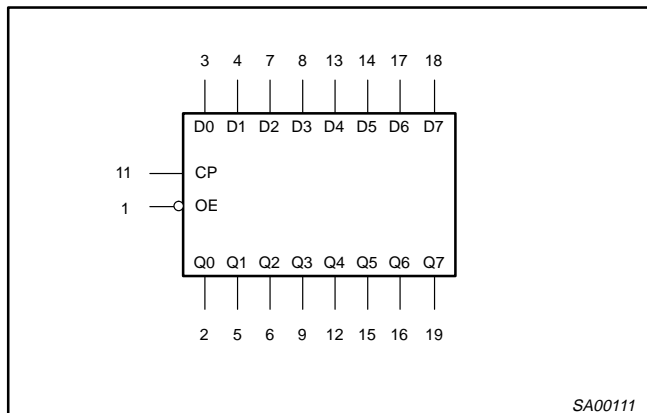 3 4 7 8 13 14 17 18
D0 D1 D2 D3 D4 D5 D6 D7
11 CP
1 OE
Q0 Q1 Q2 Q3 Q4 Q5 Q6 Q7
2 5 6 9 12 15 16 19
SA00111